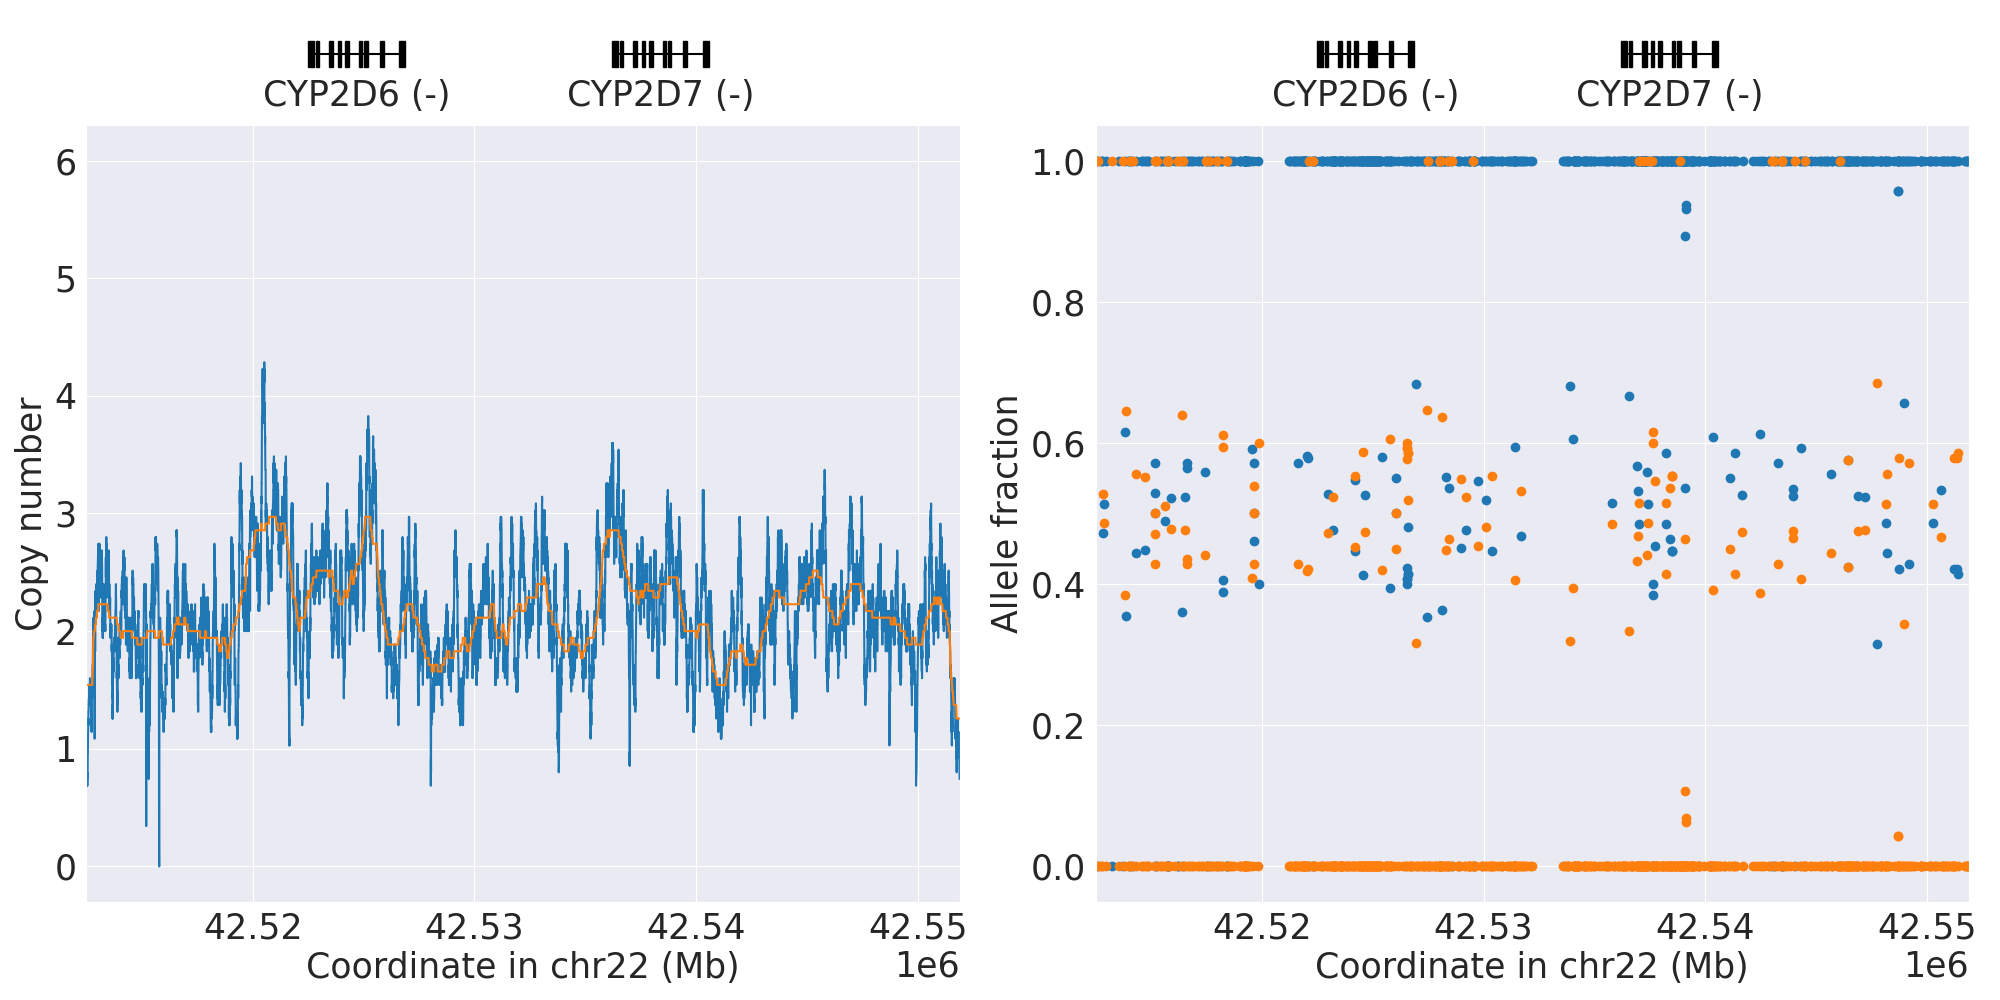 CYP2D6 (-) CYP2D7 (-)
6
5
4
3
2
1
0
Copy number
42.52 42.53 42.54 42.55
Coordinate in chr22 (Mb)
1e6
CYP2D6 (-) CYP2D7 (-)
1.0
0.8
0.6
0.4
0.2
0.0
Allele fraction
42.52 42.53 42.54 42.55
Coordinate in chr22 (Mb)
1e6